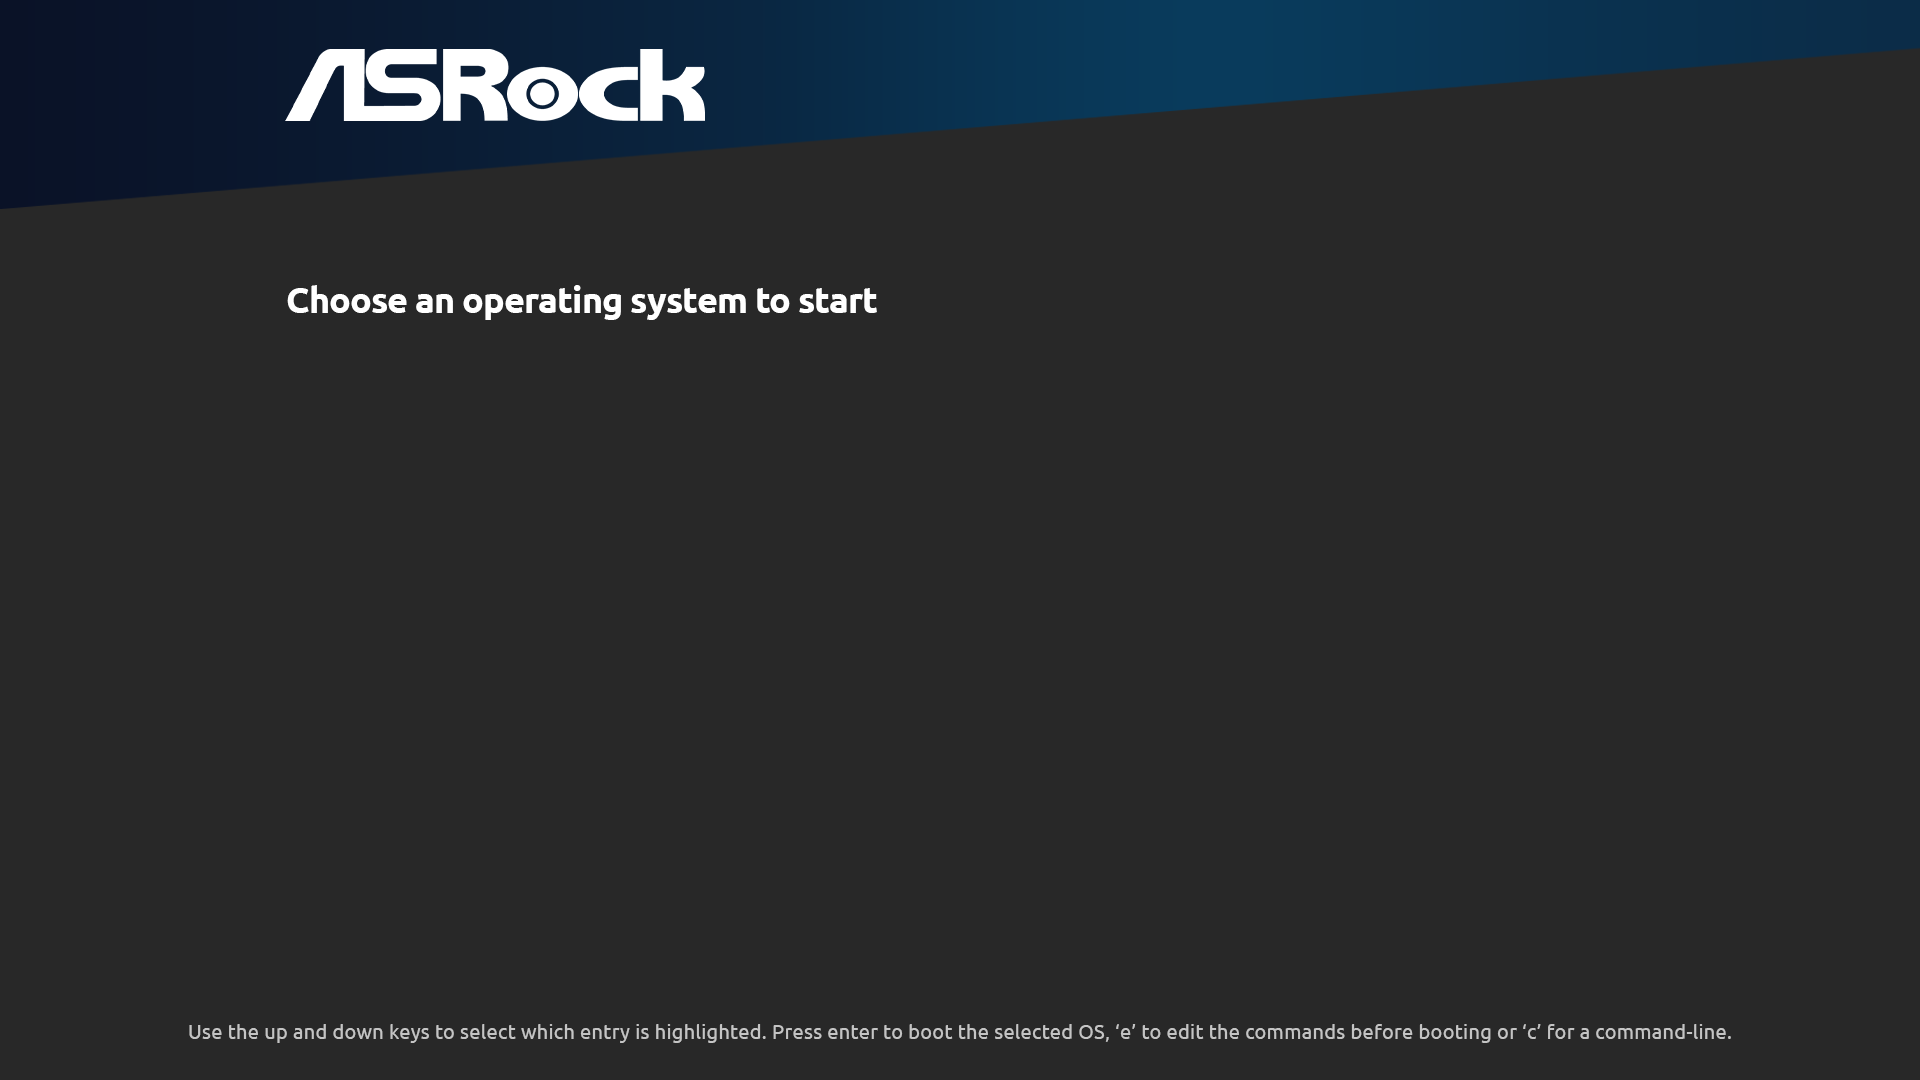 ASRock
Choose an operating system to start
Use the up and down keys to select which entry is highlighted. Press enter to boot the selected OS, ‘e’ to edit the commands before booting or ‘c’ for a command-line.